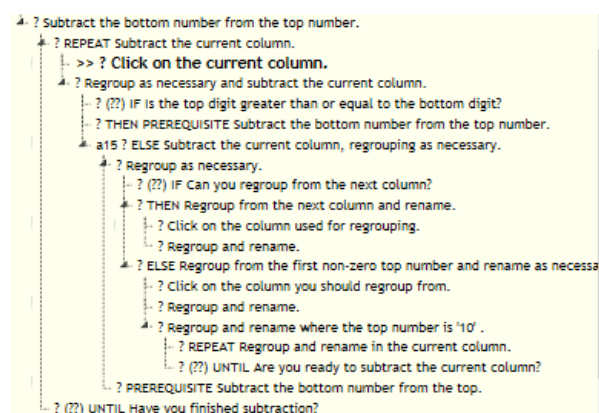 ? Subtract the bottom number from the top number.
? REPEAT Subtract the current column.
>> ? Click on the current column.
? Regroup as necessary and subtract the current column.
? (??) IF Is the top digit greater than or equal to the bottom digit?
? THEN PREREQUISITE Subtract the bottom number from the top number.
a15 ? ELSE Subtract the current column, regrouping as necessary.
? Regroup as necessary.
? (??) IF Can you regroup from the next column?
? THEN Regroup from the next column and rename.
? Click on the column used for regrouping.
? Regroup and rename.
? ELSE Regroup from the first non-zero top number and rename as necessa
? Click on the column you should regroup from.
? Regroup and rename.
? Regroup and rename where the top number is '10' .
? REPEAT Regroup and rename in the current column.
? (??) UNTIL Are you ready to subtract the current column?
? PREREQUISITE Subtract the bottom number from the top.
? (??) UNTIL Have you finished subtraction?